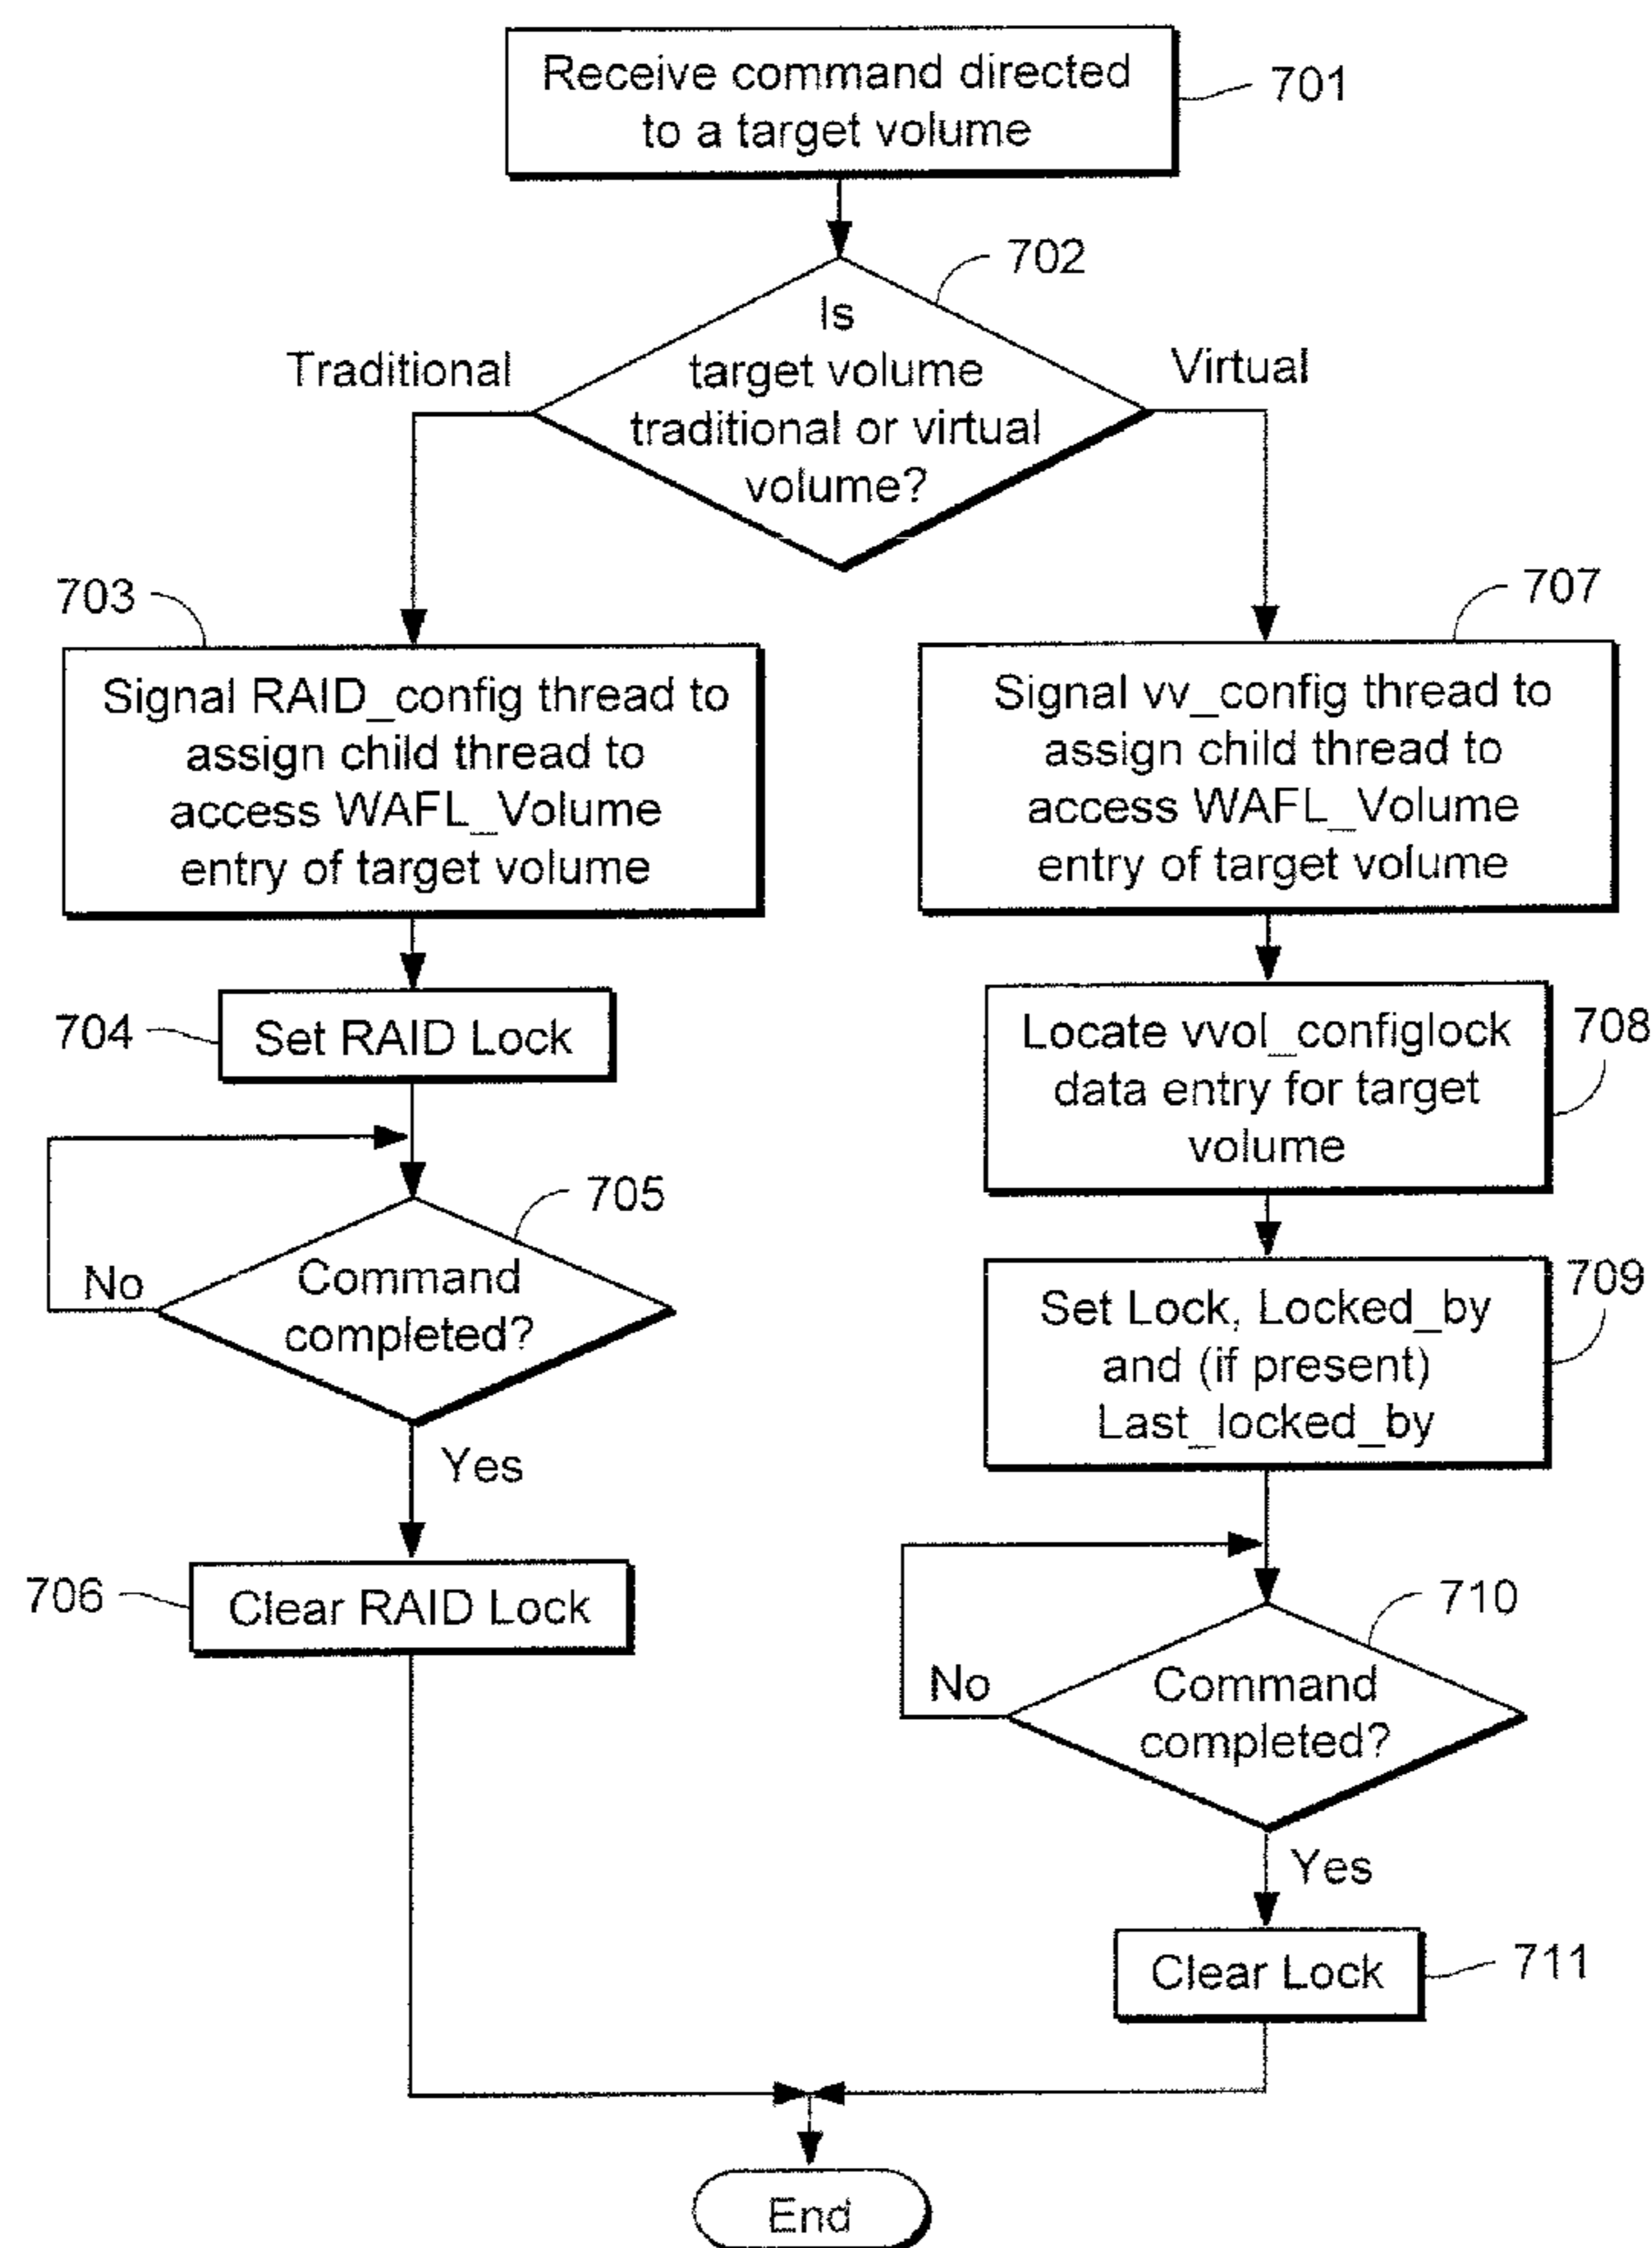 Receive command directed
to a target volume
701
702
Is
target volume
traditional or virtual
volume?
Traditional
Virtual
703
Signal RAID_config thread to
assign child thread to
access WAFL_Volume
entry of target volume
707
Signal vv_config thread to
assign child thread to
access WAFL_Volume
entry of target volume
704
Set RAID Lock
708
Locate vvol_configlock
data entry for target
volume
705
Command
completed?
No
Yes
709
Set Lock, Locked_by
and (if present)
Last_locked_by
706
Clear RAID Lock
710
Command
completed?
No
Yes
711
Clear Lock
End